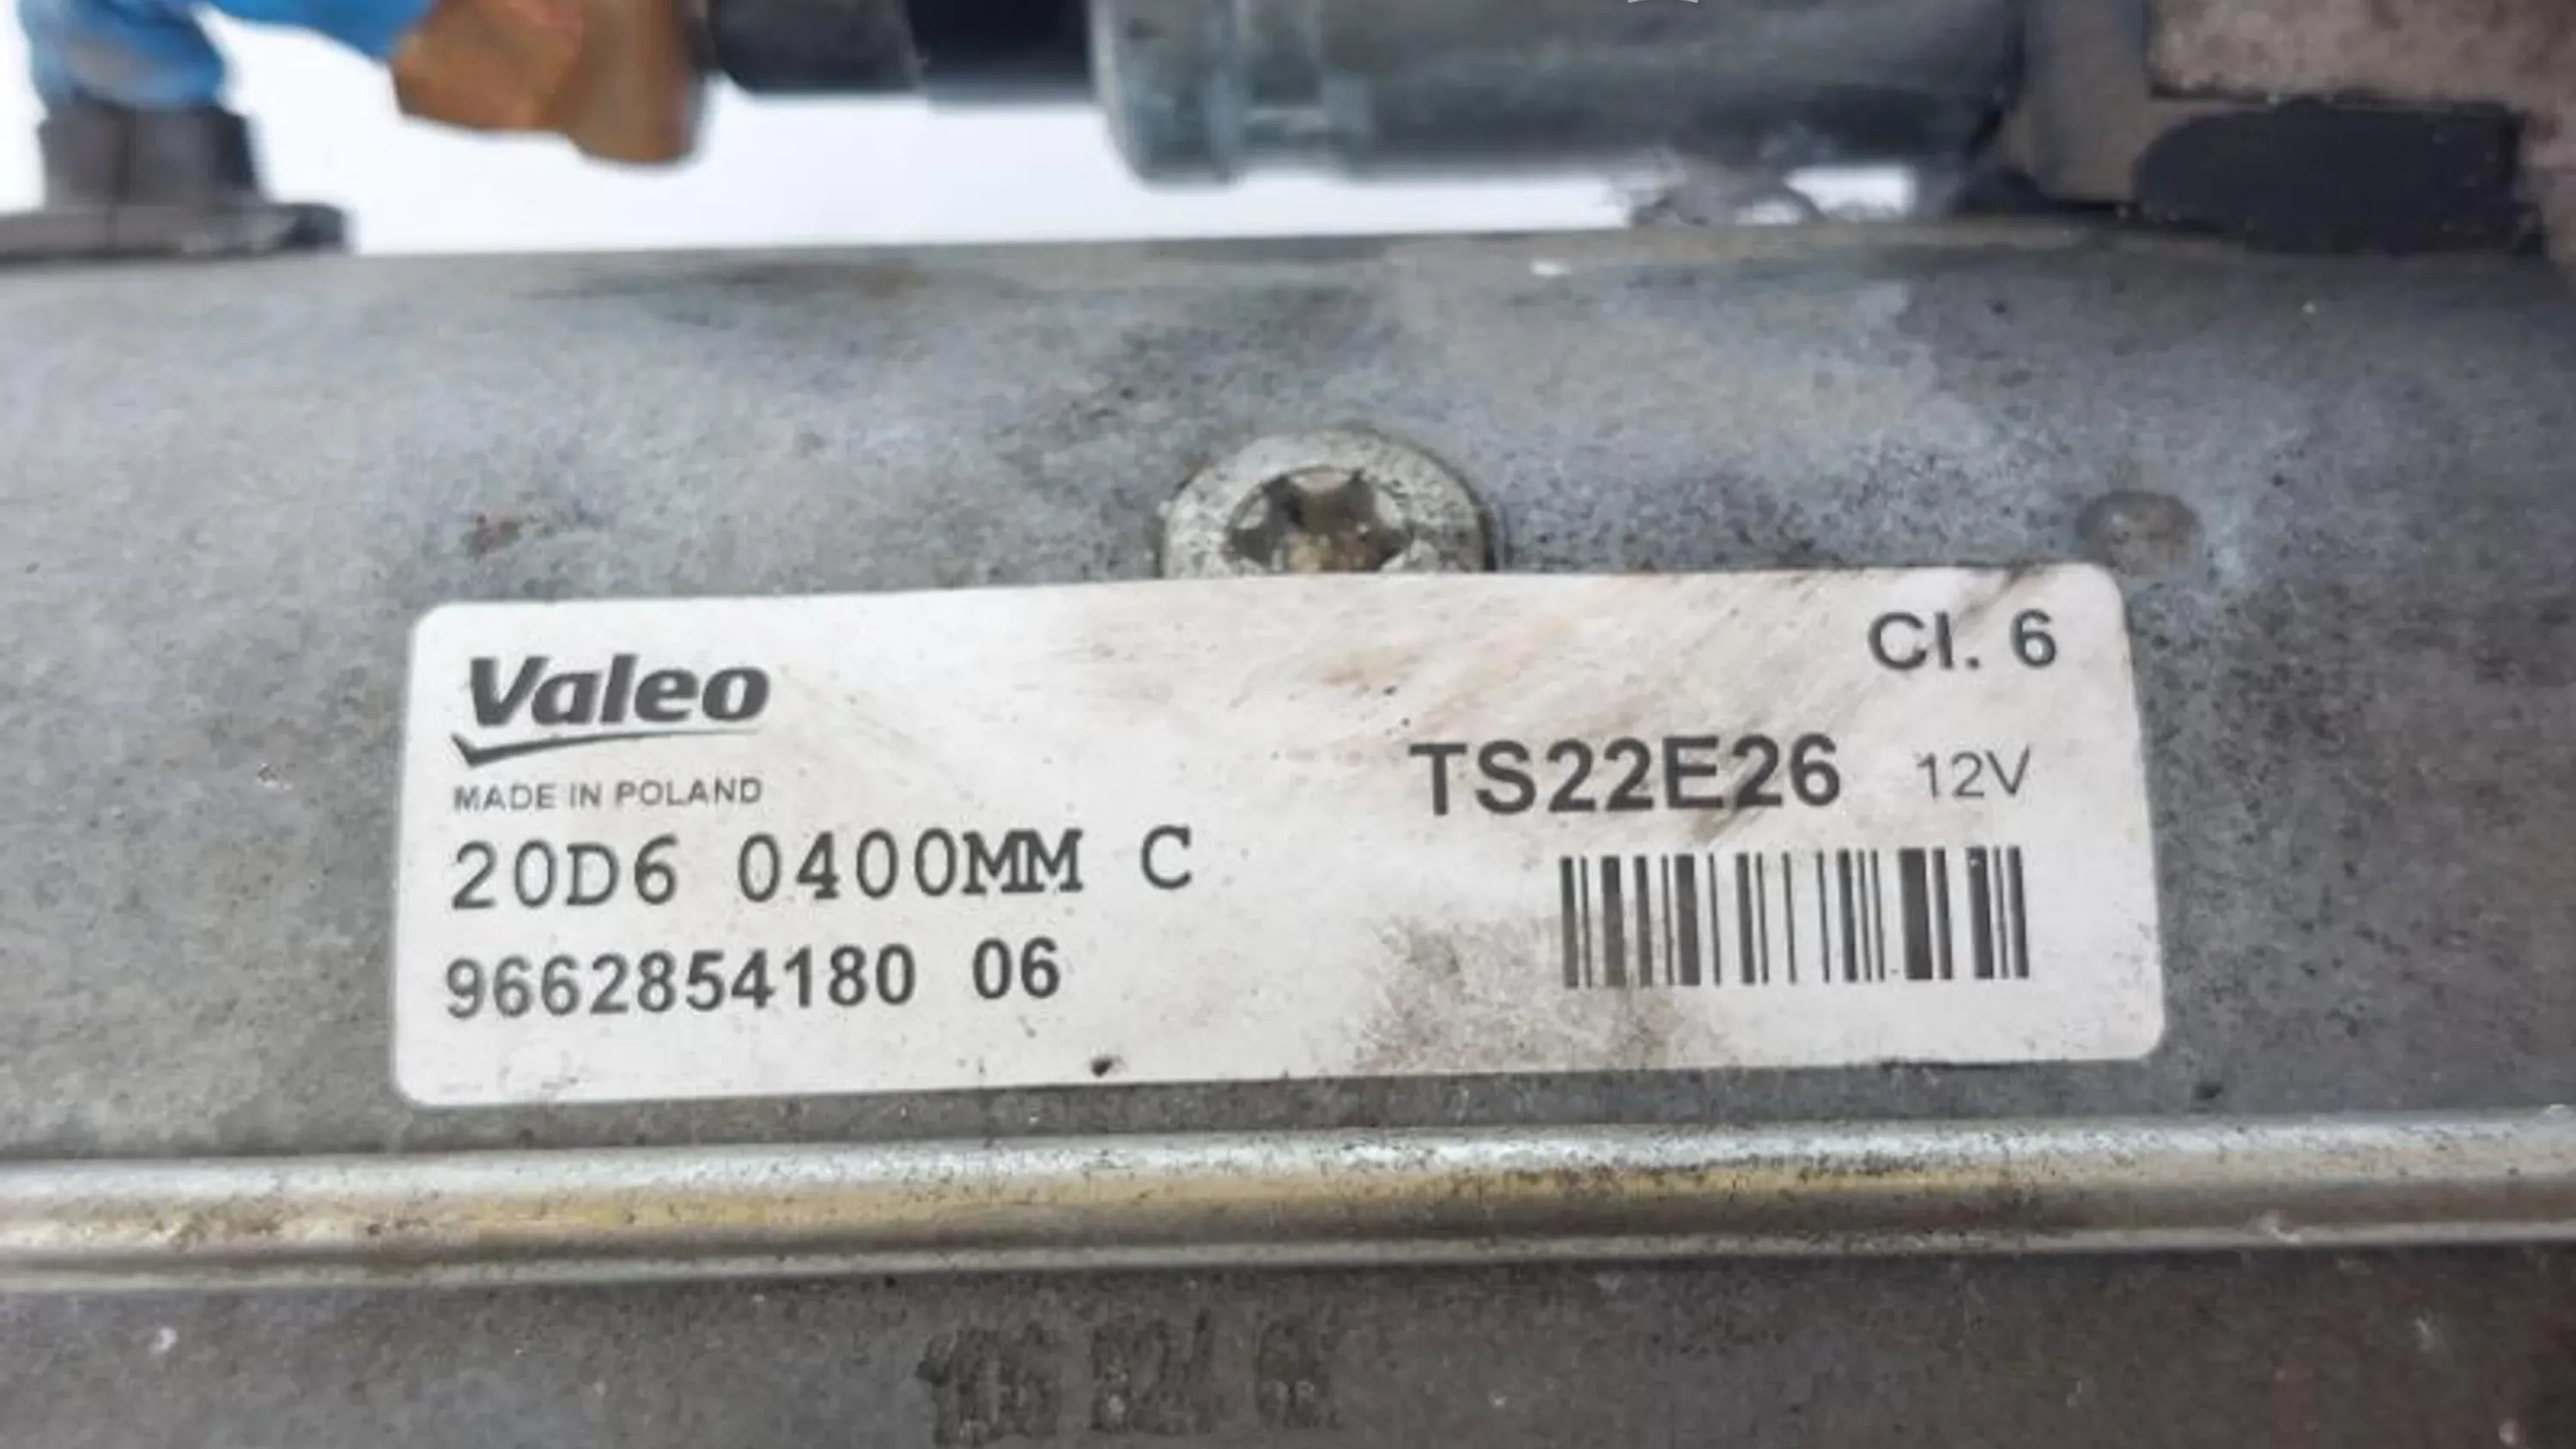 Valeo
Cl. 6
MADE IN POLAND
TS22E26 12V
20D6 0400MM C
9662854180 06